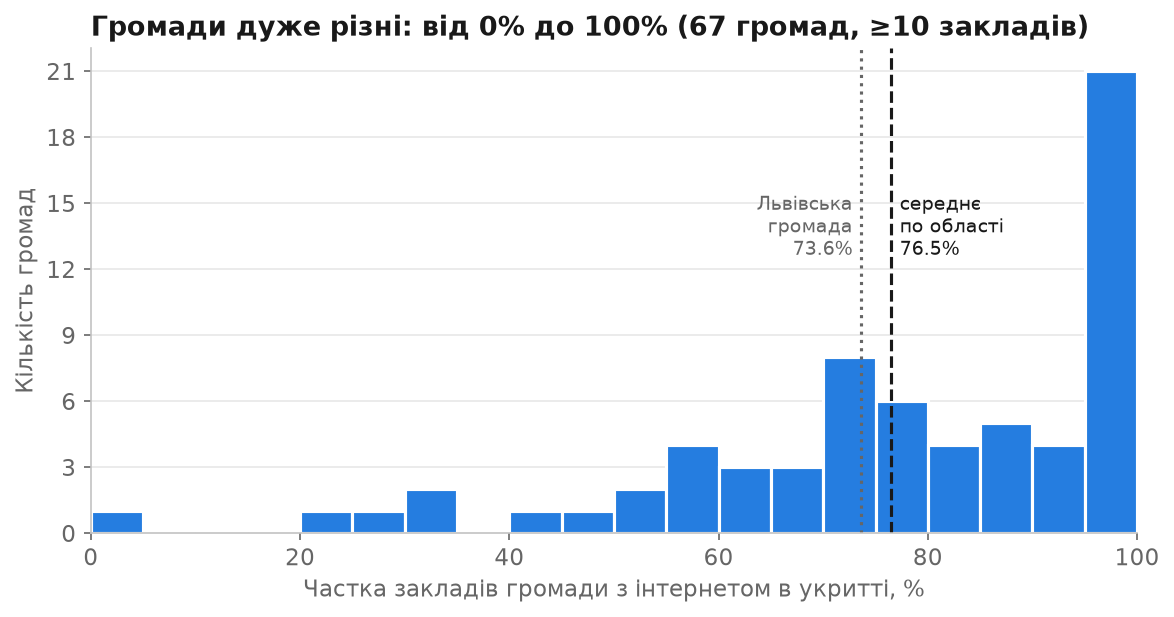 Громади дуже різні: від 0% до 100% (67 громад, ≥10 закладів)
Кількість громад
21
18
15
12
9
6
3
0
Львівська
громада
73.6%
середнє
по області
76.5%
0
20
40
60
80
100
Частка закладів громади з інтернетом в укритті, %